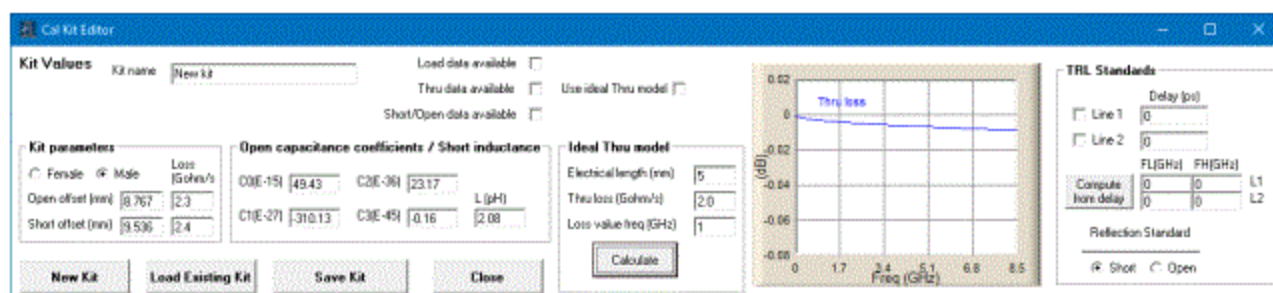 Cal Kit Editor
Kit Values
Kit name
New kit
Load data available
Thru data available
Use ideal Thru model
Short/Open data available
Kit parameters
Female
Male
Loss
(Gohm/s
Open offset (mm)
8.767
2.3
Short offset (mm)
9.536
2.4
Open capacitance coefficients / Short inductance
C0(E-15)
49.43
C2(E-36)
23.17
L (pH)
C1(E-27)
-310.13
C3(E-45)
-0.16
2.08
Ideal Thru model
Electrical length (mm)
5
Thru loss (Gohm/s)
2.0
Loss value freq (GHz)
1
Calculate
New Kit
Load Existing Kit
Save Kit
Close
0.02
0
-0.02
-0.04
-0.06
-0.08
(dB)
Thru loss
0
1.7
3.4
5.1
6.8
8.5
Freq (GHz)
TRL Standards
Delay (ps)
Line 1
0
Line 2
0
FL(GHz)
FH(GHz)
Compute
from delay
0
0
L1
0
0
L2
Reflection Standard
Short
Open